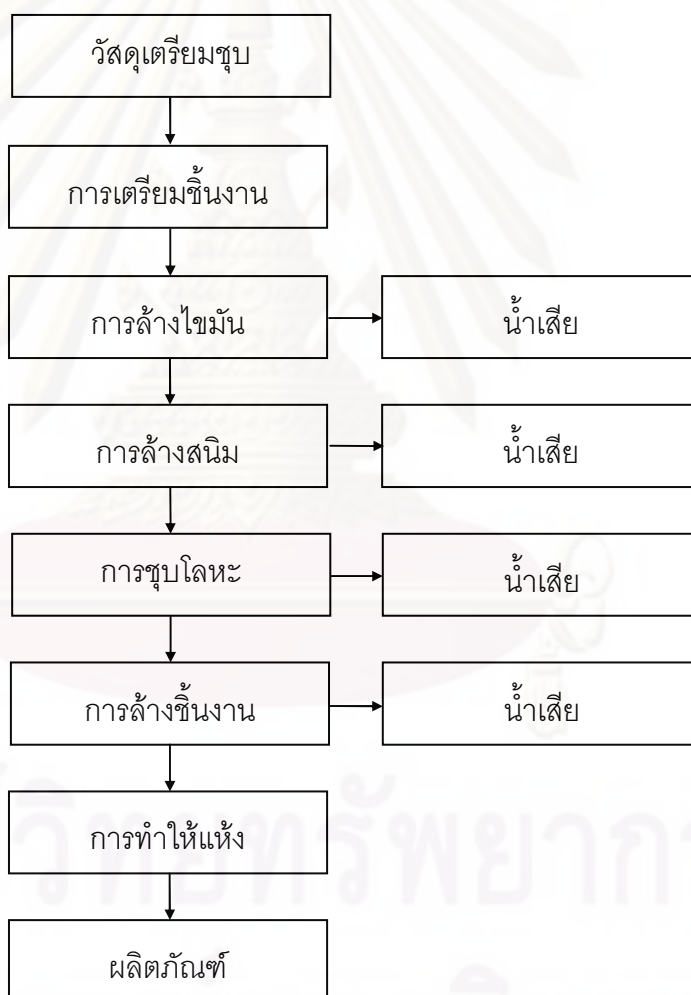 วัสดุเตรียมชุบ
การเตรียมชิ้นงาน
การล้างไขมัน
น้ำเสีย
การล้างสนิม
น้ำเสีย
การชุบโลหะ
น้ำเสีย
การล้างชิ้นงาน
น้ำเสีย
การทำให้แห้ง
ผลิตภัณฑ์